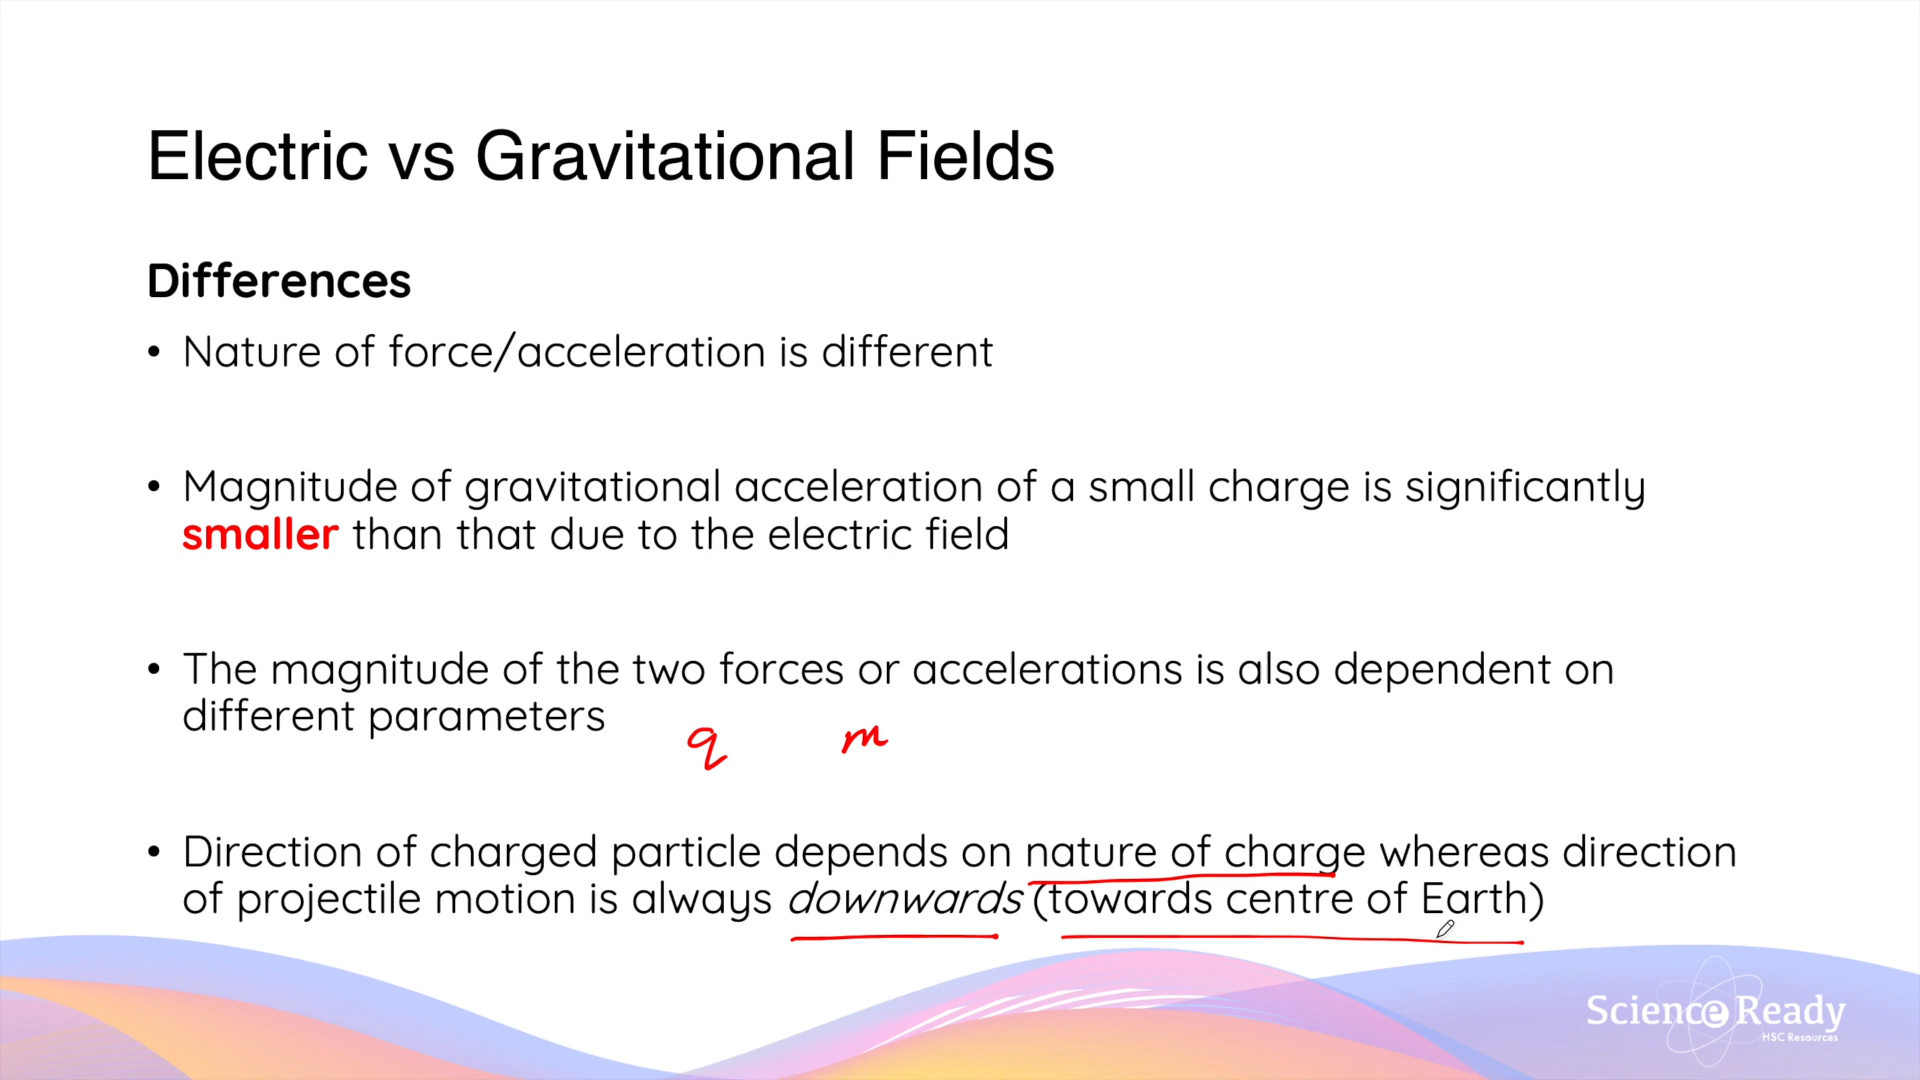 Electric vs Gravitational Fields
Differences
• Nature of force/acceleration is different
• Magnitude of gravitational acceleration of a small charge is significantly
smaller than that due to the electric field
• The magnitude of the two forces or accelerations is also dependent on
different parameters
q m
• Direction of charged particle depends on nature of charge whereas direction
of projectile motion is always downwards (towards centre of Earth)
Science Ready
HSC Resources